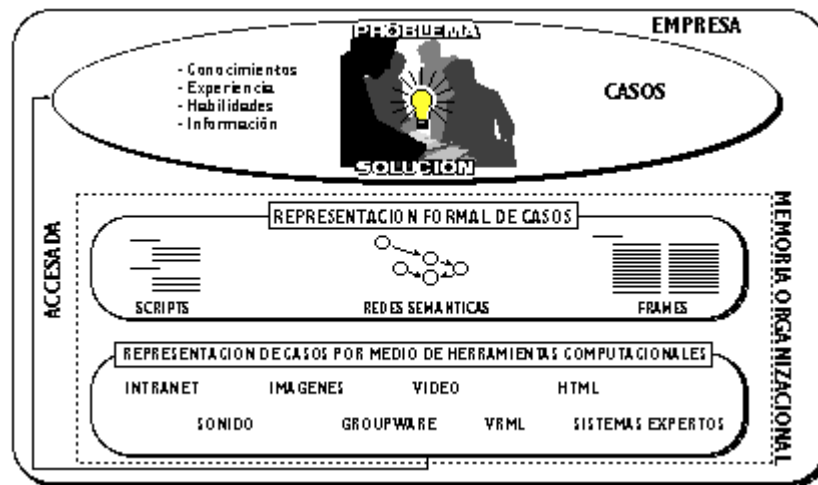 EMPRESA
PROBLEMA
- Conocimientos
- Experiencia
- Habilidades
- Información
CASOS
SOLUCIÓN
ACCESADA
MEMORIA ORGANIZACIONAL
REPRESENTACION FORMAL DE CASOS
SCRIPTS
REDES SEMANTICAS
FRAMES
REPRESENTACION DE CASOS POR MEDIO DE HERRAMIENTAS COMPUTACIONALES
INTRANET IMAGENES VIDEO HTML
SONIDO GROUPWARE VRML SISTEMAS EXPERTOS